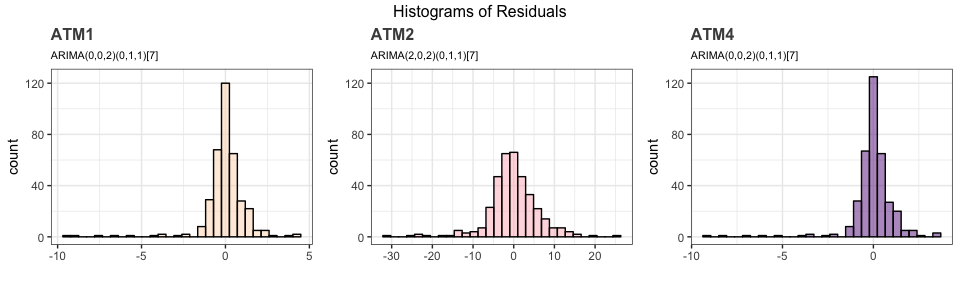 Histograms of Residuals
ATM1
ARIMA(0,0,2)(0,1,1)[7]
count
120
80
40
0
-10
-5
0
5
ATM2
ARIMA(2,0,2)(0,1,1)[7]
count
120
80
40
0
-30
-20
-10
0
10
20
ATM4
ARIMA(0,0,2)(0,1,1)[7]
count
120
80
40
0
-10
-5
0